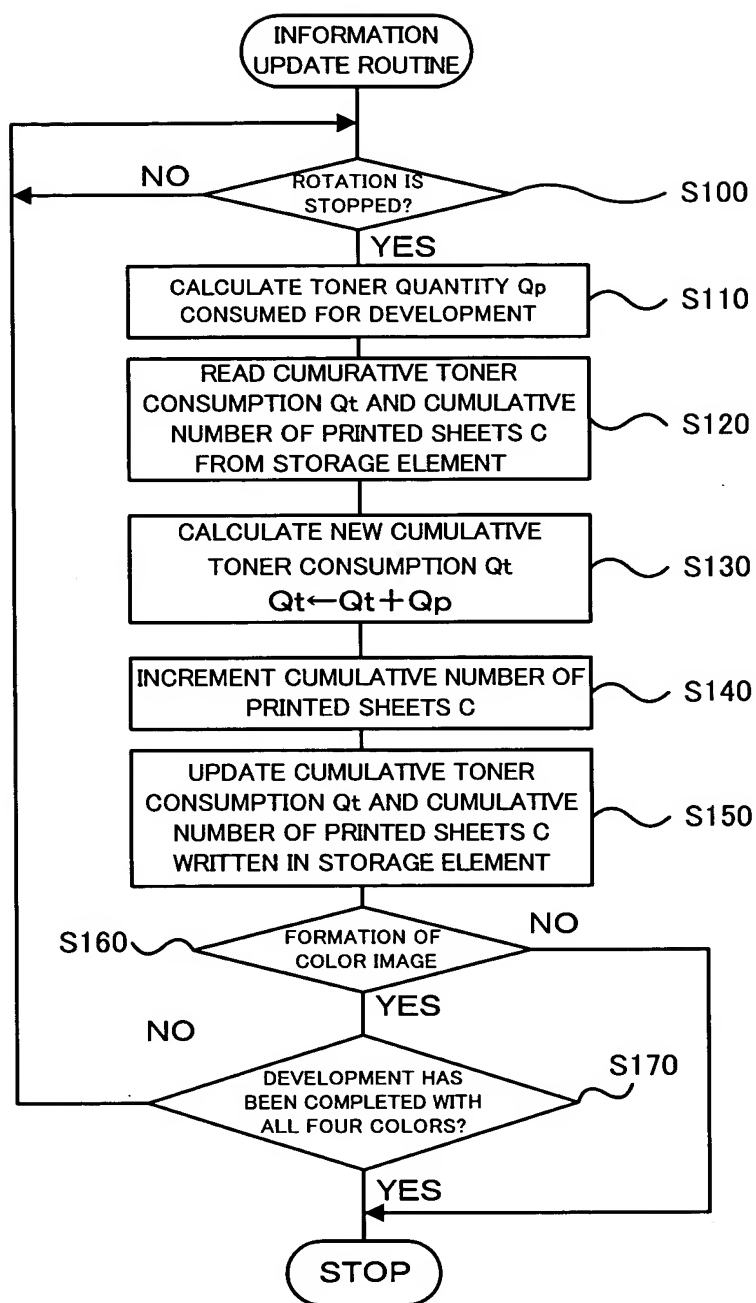 INFORMATION
UPDATE ROUTINE
NO
ROTATION IS
STOPPED?
S100
YES
CALCULATE TONER QUANTITY Qp
CONSUMED FOR DEVELOPMENT
S110
READ CUMURATIVE TONER
CONSUMPTION Qt AND CUMULATIVE
NUMBER OF PRINTED SHEETS C
FROM STORAGE ELEMENT
S120
CALCULATE NEW CUMULATIVE
TONER CONSUMPTION Qt
Qt←Qt+Qp
S130
INCREMENT CUMULATIVE NUMBER OF
PRINTED SHEETS C
S140
UPDATE CUMULATIVE TONER
CONSUMPTION Qt AND CUMULATIVE
NUMBER OF PRINTED SHEETS C
WRITTEN IN STORAGE ELEMENT
S150
S160
FORMATION OF
COLOR IMAGE
NO
YES
NO
DEVELOPMENT HAS
BEEN COMPLETED WITH
ALL FOUR COLORS?
S170
YES
STOP